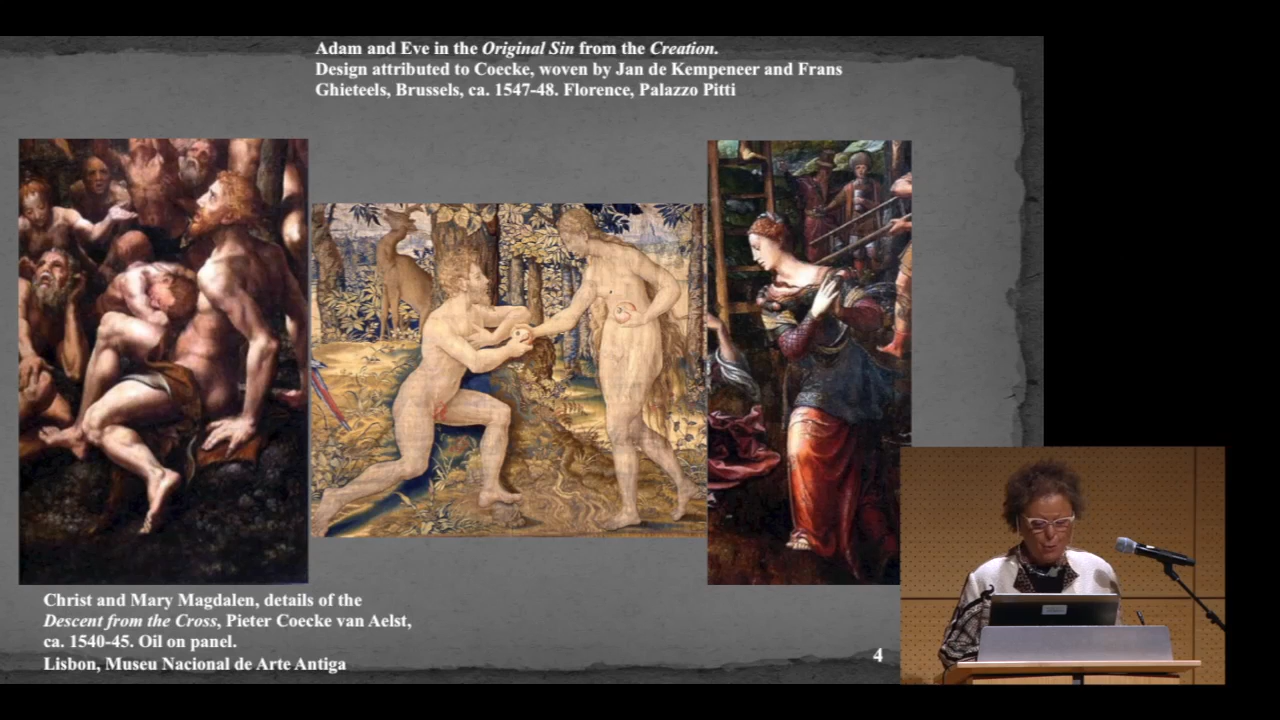 Adam and Eve in the Original Sin from the Creation.
Design attributed to Coecke, woven by Jan de Kempeneer and Frans
Ghieteels, Brussels, ca. 1547-48. Florence, Palazzo Pitti
Christ and Mary Magdalen, details of the
Descent from the Cross, Pieter Coecke van Aelst,
ca. 1540-45. Oil on panel.
Lisbon, Museu Nacional de Arte Antiga
4